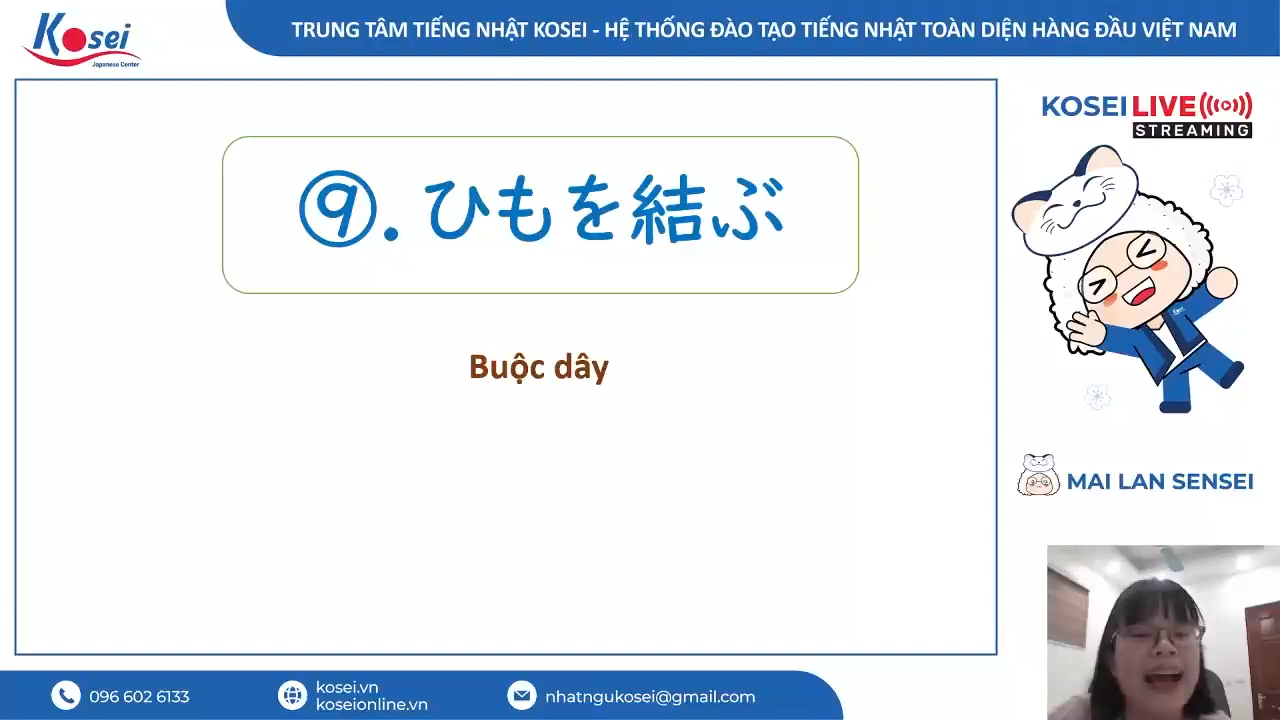 Kosei
Japanese Center
TRUNG TÂM TIẾNG NHẬT KOSEI - HỆ THỐNG ĐÀO TẠO TIẾNG NHẬT TOÀN DIỆN HÀNG ĐẦU VIỆT NAM
KOSEI LIVE
STREAMING
⑨. ひもを結ぶ
Buộc dây
MAI LAN SENSEI
096 602 6133
kosei.vn
koseionline.vn
nhatngukosei@gmail.com